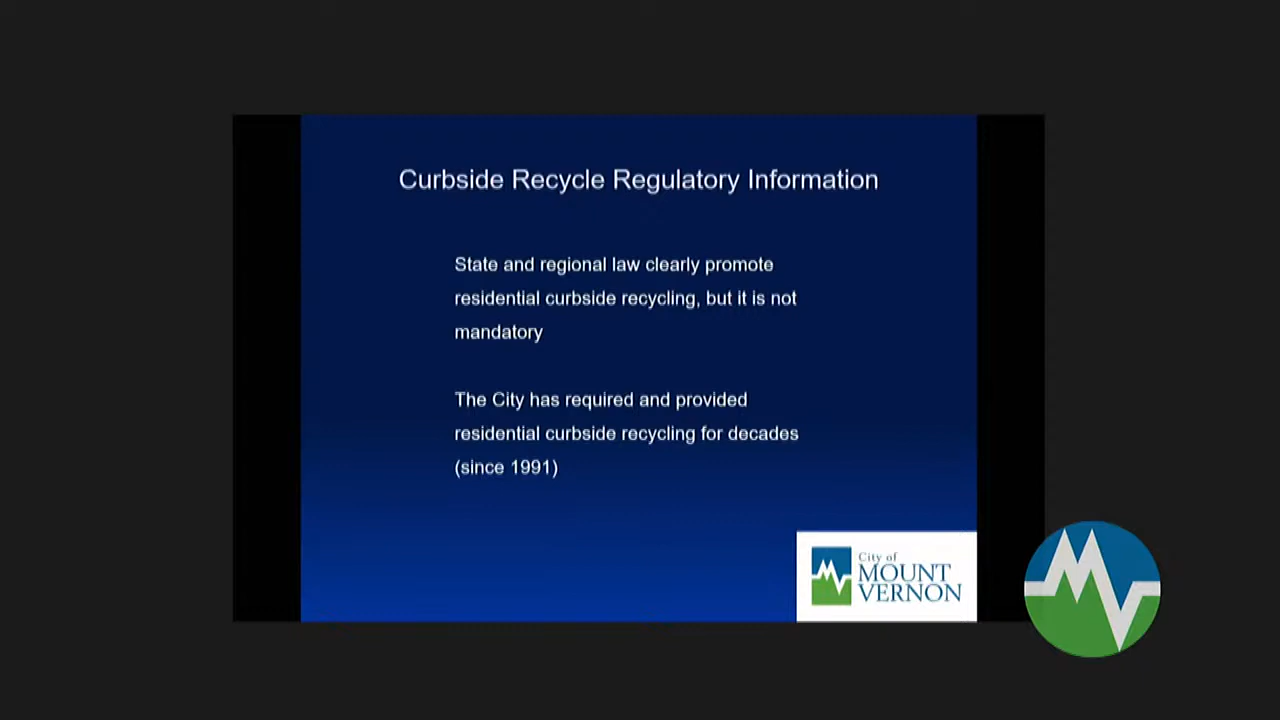 Curbside Recycle Regulatory Information
State and regional law clearly promote
residential curbside recycling, but it is not
mandatory
The City has required and provided
residential curbside recycling for decades
(since 1991)
City of
MOUNT
VERNON
MV